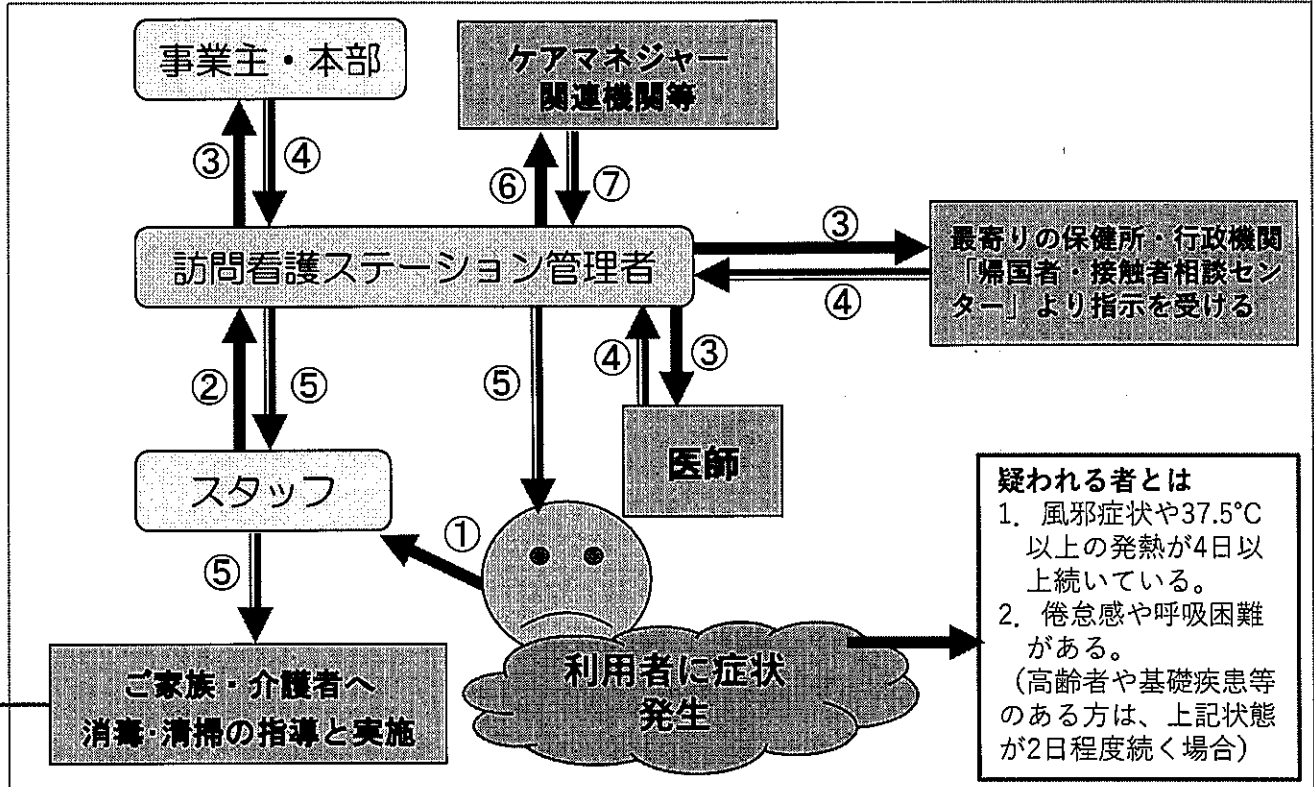 事業主・本部
ケアマネジャー
関連機関等
③
④
⑥
⑦
訪問看護ステーション管理者
③
④
最寄りの保健所・行政機関
「帰国者・接触者相談セン
ター」より指示を受ける
②
⑤
⑤
④
③
医師
スタッフ
①
⑤
ご家族・介護者へ
消毒・清掃の指導と実施
利用者に症状
発生
疑われる者とは
1. 風邪症状や37.5°C
以上の発熱が4日以
上続いている。
2. 倦怠感や呼吸困難
がある。
（高齢者や基礎疾患等
のある方は、上記状態
が2日程度続く場合）